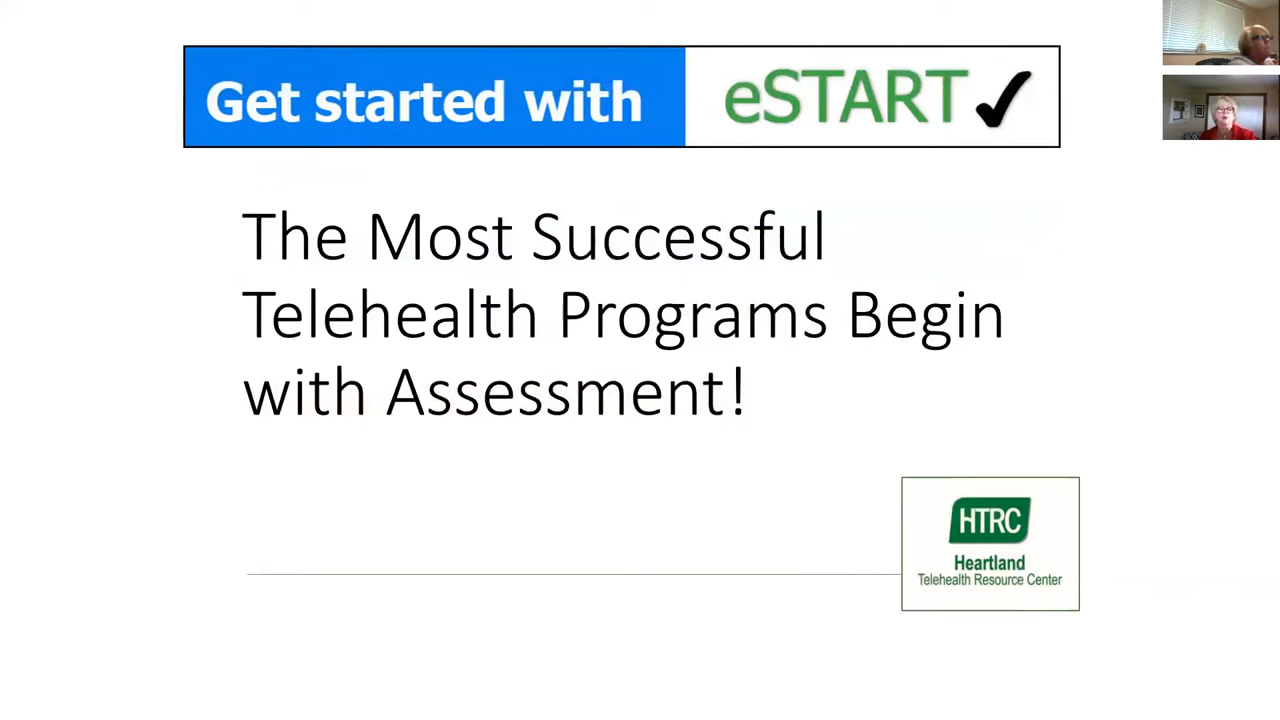 Get started with eSTART
The Most Successful
Telehealth Programs Begin
with Assessment!
HTRC
Heartland
Telehealth Resource Center